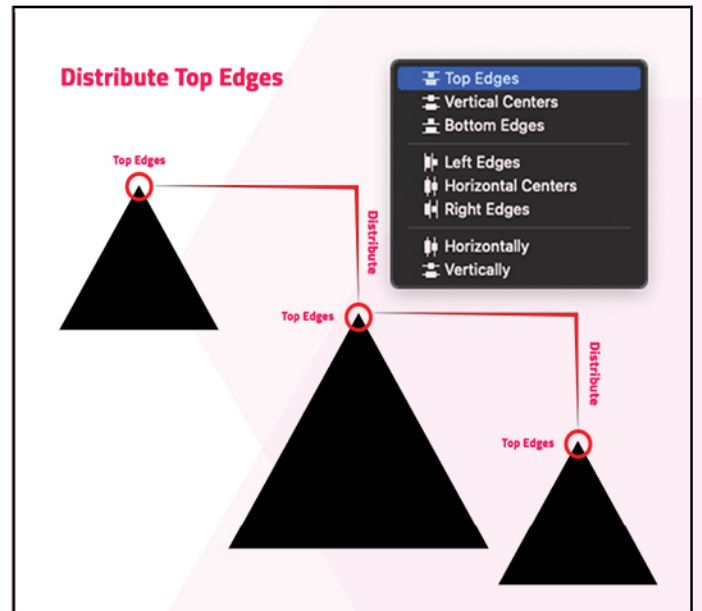 Distribute Top Edges
Top Edges
Vertical Centers
Bottom Edges
Left Edges
Horizontal Centers
Right Edges
Horizontally
Vertically
Top Edges
Distribute
Top Edges
Distribute
Top Edges